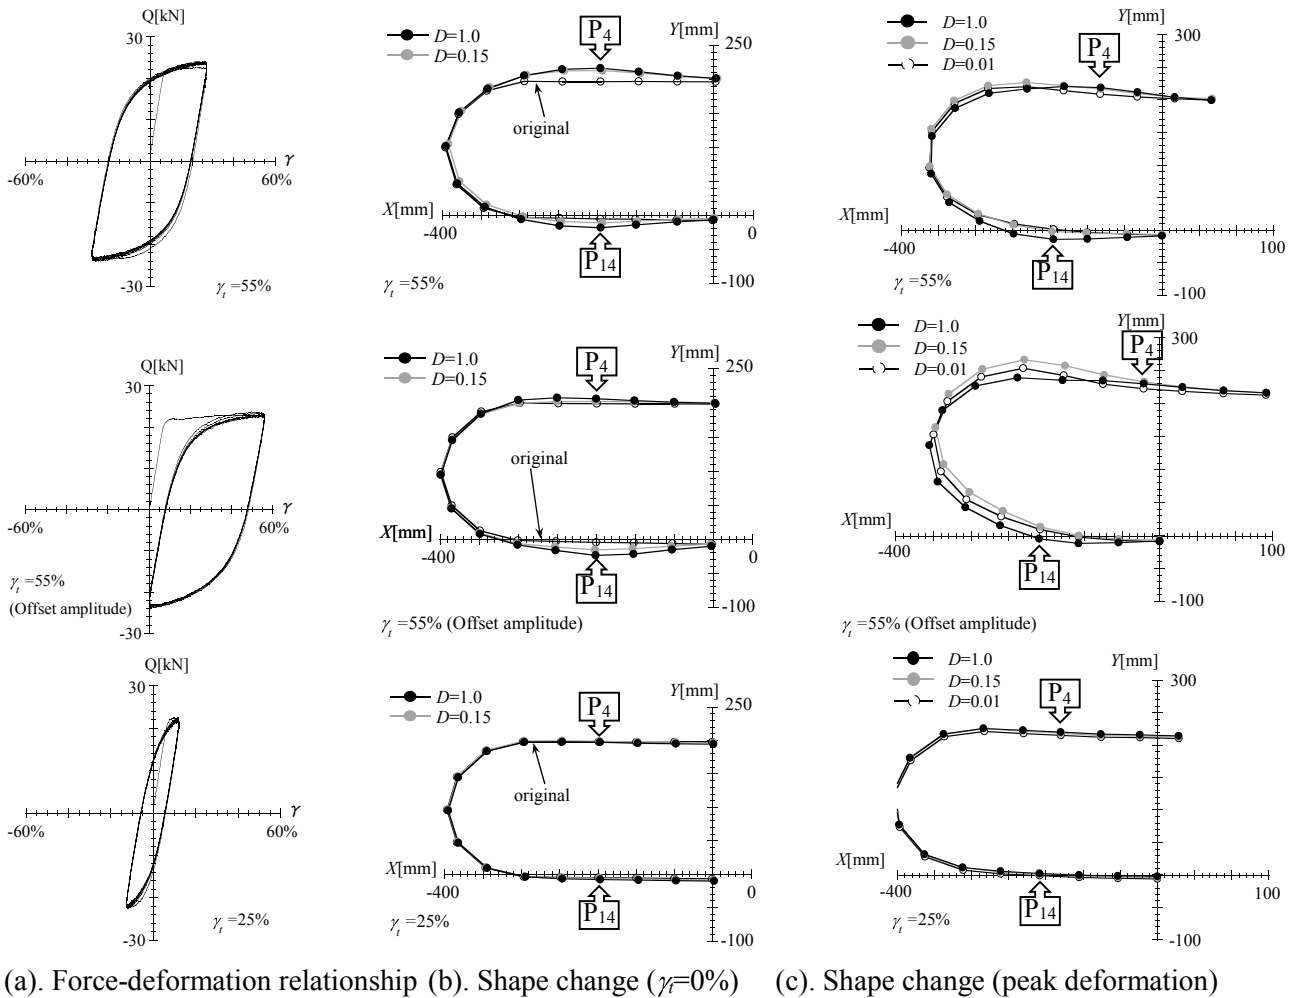 Q[kN]
30
γ
-60%
60%
-30
γt =55%
D=1.0
D=0.15
P4
Y[mm]
250
original
X[mm]
-400
0
P14
-100
γt =55%
D=1.0
D=0.15
D=0.01
P4
Y[mm]
300
X[mm]
-400
100
P14
-100
γt =55%
Q[kN]
30
γ
-60%
60%
γt =55%
(Offset amplitude)
-30
D=1.0
D=0.15
P4
Y[mm]
250
original
X[mm]
-400
0
P14
-100
γt =55% (Offset amplitude)
D=1.0
D=0.15
D=0.01
Y[mm]
300
P4
X[mm]
-400
100
P14
-100
γt =55% (Offset amplitude)
Q[kN]
30
γ
-60%
60%
γt =25%
-30
D=1.0
D=0.15
P4
Y[mm]
250
original
X[mm]
-400
0
P14
γt =25%
-100
D=1.0
D=0.15
D=0.01
P4
Y[mm]
300
X[mm]
-400
100
P14
γt =25%
-100
(a). Force-deformation relationship
(b). Shape change (γt=0%)
(c). Shape change (peak deformation)